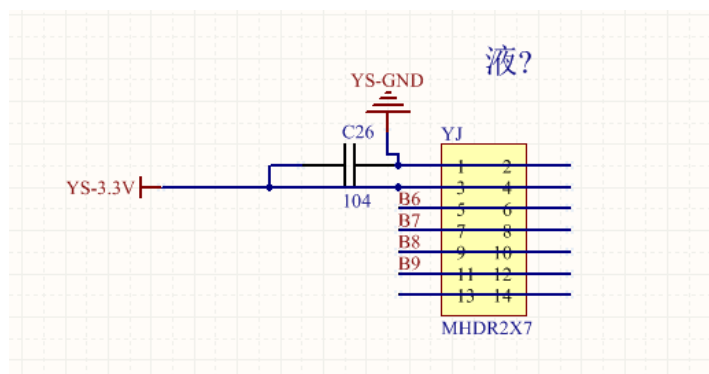 液?
YS-GND
C26
YJ
1 2
YS-3.3V
3 4
104
B6
5 6
B7
7 8
B8
9 10
B9
11 12
13 14
MHDR2X7